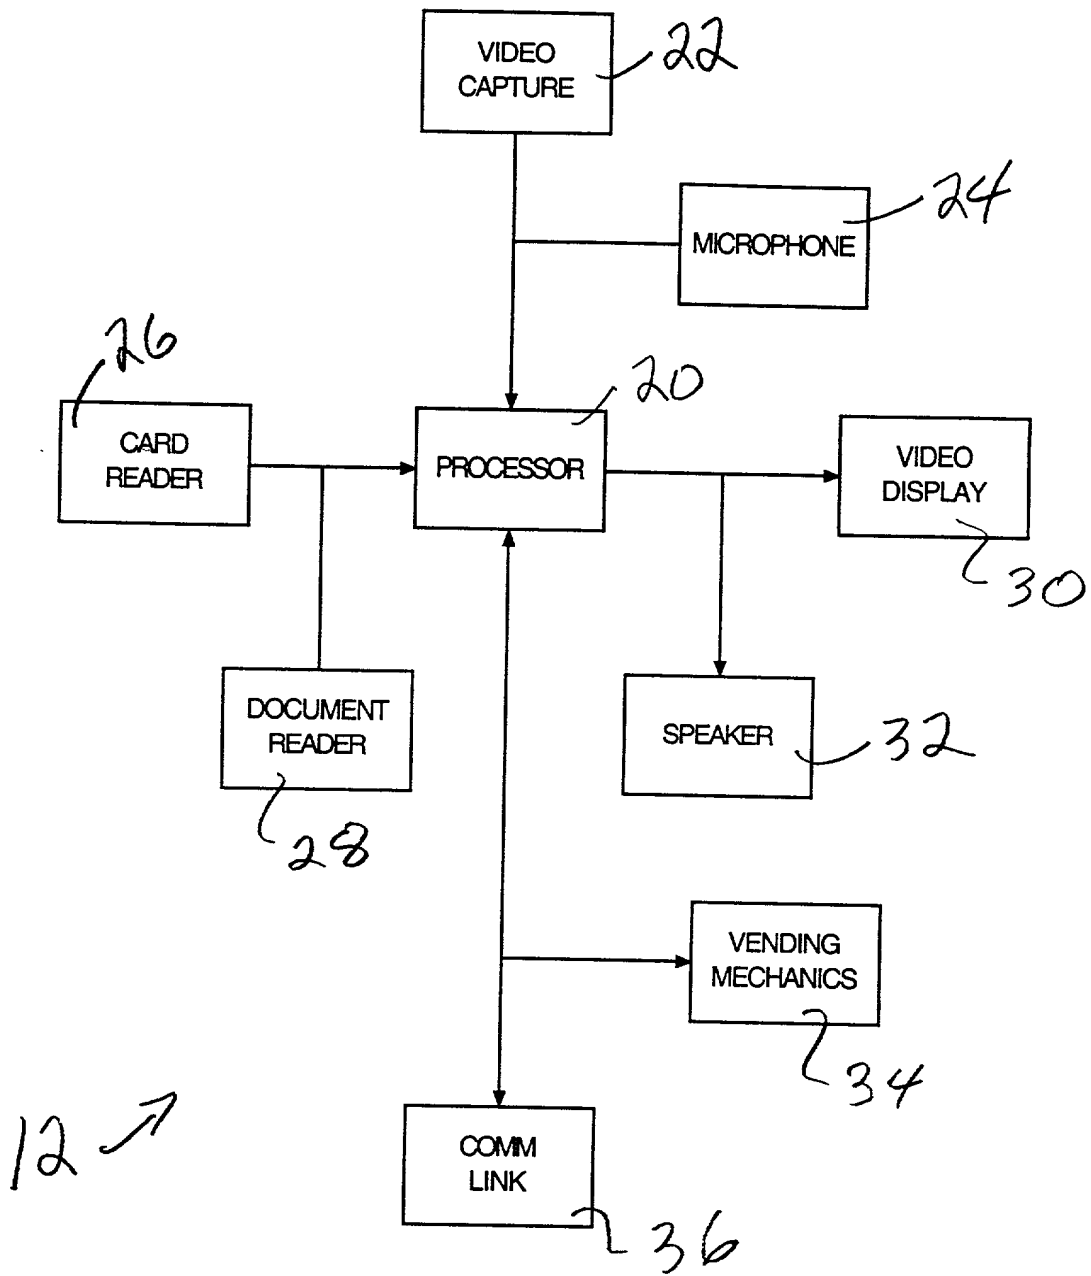 VIDEO
CAPTURE
22
MICROPHONE
24
26
CARD
READER
PROCESSOR
20
VIDEO
DISPLAY
30
DOCUMENT
READER
28
SPEAKER
32
VENDING
MECHANICS
34
12
COMM
LINK
36